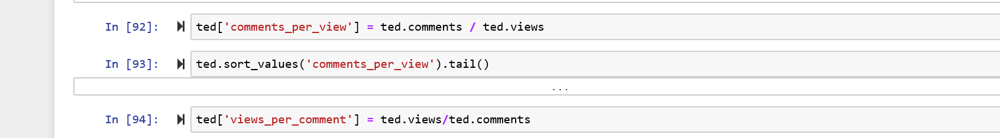 In [92]: ted['comments_per_view'] = ted.comments / ted.views
In [93]: ted.sort_values('comments_per_view').tail()
...
In [94]: ted['views_per_comment'] = ted.views/ted.comments